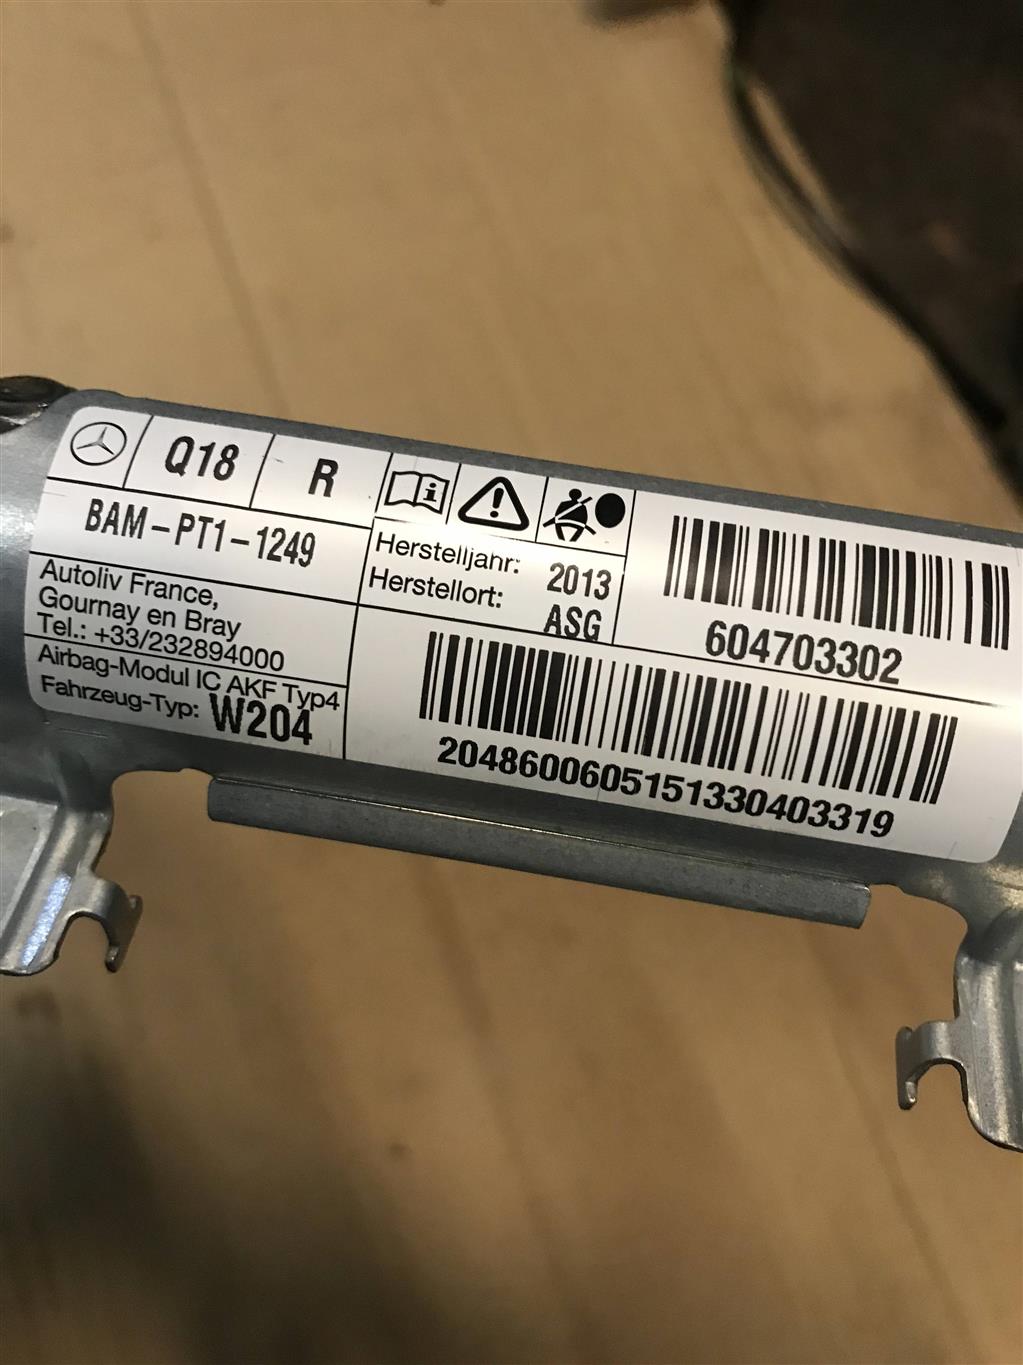 Q18
R
BAM-PT1-1249
Autoliv France,
Gournay en Bray
Tel.: +33/232894000
Airbag-Modul IC AKF Typ4
Fahrzeug-Typ: W204
Herstelljahr: 2013
Herstellort: ASG
604703302
2048600605151330403319